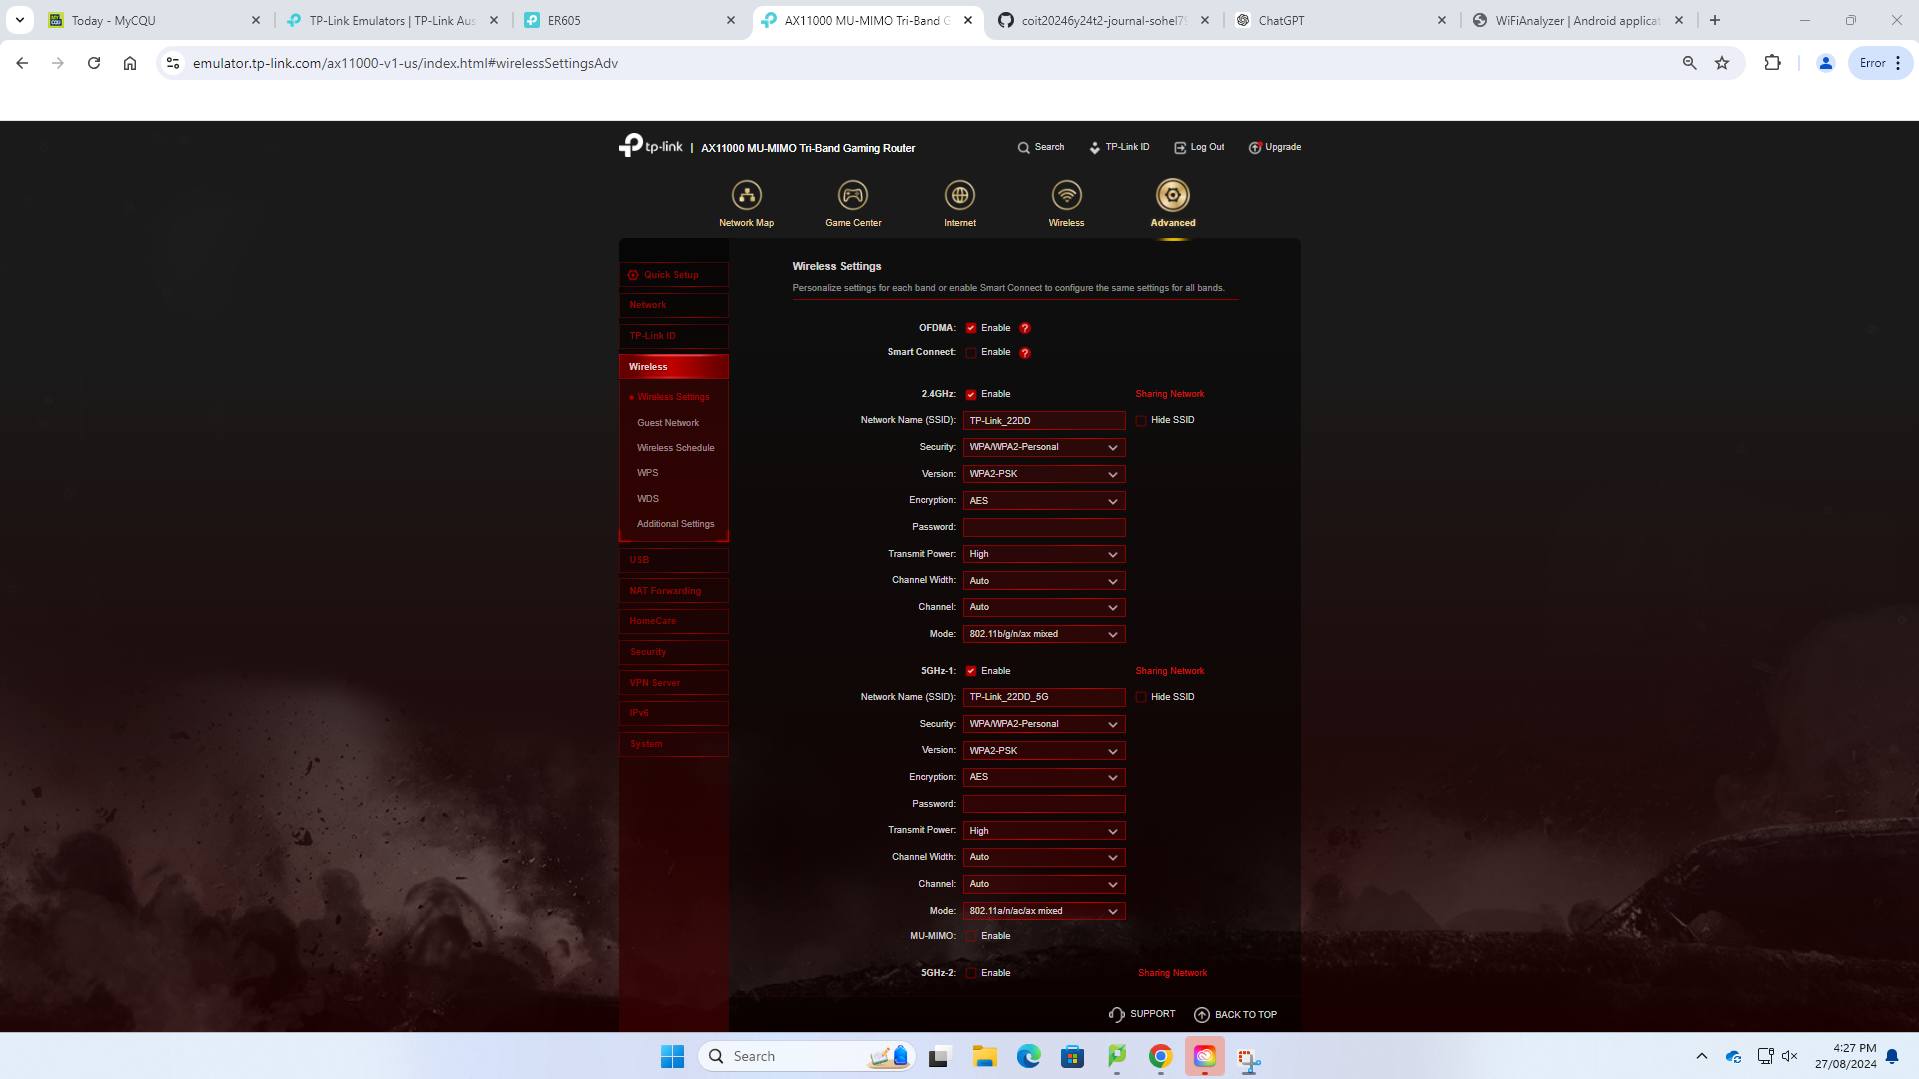 Today - MyCQU
TP-Link Emulators | TP-Link Aus
ER605
AX11000 MU-MIMO Tri-Band G
coit20246y24t2-journal-sohel79
ChatGPT
WiFiAnalyzer | Android applicat
emulator.tp-link.com/ax11000-v1-us/index.html#wirelessSettingsAdv
Error
tp-link | AX11000 MU-MIMO Tri-Band Gaming Router
Search
TP-Link ID
Log Out
Upgrade
Network Map
Game Center
Internet
Wireless
Advanced
Quick Setup
Network
TP-Link ID
Wireless
Wireless Settings
Guest Network
Wireless Schedule
WPS
WDS
Additional Settings
USB
NAT Forwarding
HomeCare
Security
VPN Server
IPv6
System
Wireless Settings
Personalize settings for each band or enable Smart Connect to configure the same settings for all bands.
OFDMA: Enable ?
Smart Connect: Enable ?
2.4GHz: Enable Sharing Network
Network Name (SSID): TP-Link_22DD Hide SSID
Security: WPA/WPA2-Personal
Version: WPA2-PSK
Encryption: AES
Password:
Transmit Power: High
Channel Width: Auto
Channel: Auto
Mode: 802.11b/g/n/ax mixed
5GHz-1: Enable Sharing Network
Network Name (SSID): TP-Link_22DD_5G Hide SSID
Security: WPA/WPA2-Personal
Version: WPA2-PSK
Encryption: AES
Password:
Transmit Power: High
Channel Width: Auto
Channel: Auto
Mode: 802.11a/n/ac/ax mixed
MU-MIMO: Enable
5GHz-2: Enable Sharing Network
SUPPORT
BACK TO TOP
Search
4:27 PM
27/08/2024